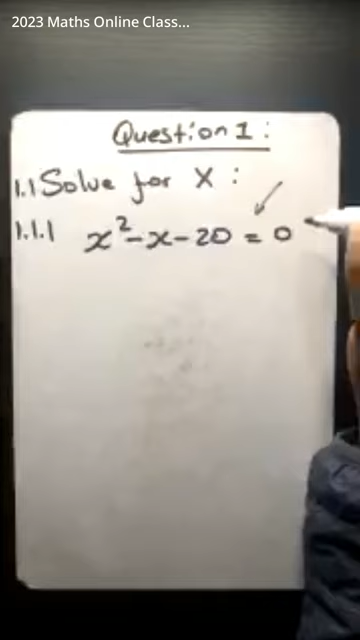 2023 Maths Online Class...
Question 1 :
1.1 Solve for X :
1.1.1 x²-x-20 = 0